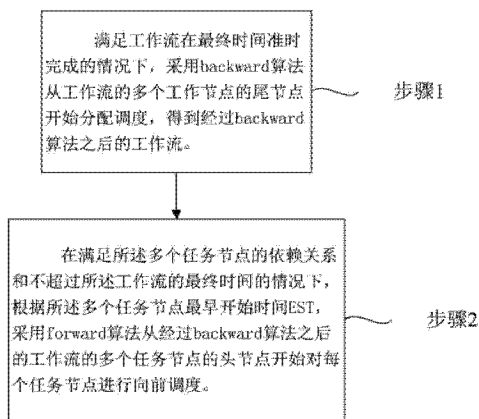 满足工作流在最终时间准时
完成的情况下，采用backward算法
从工作流的多个工作节点的尾节点
开始分配调度，得到经过backward
算法之后的工作流。
步骤1
在满足所述多个任务节点的依赖关系
和不超过所述工作流的最终时间的情况下，
根据所述多个任务节点最早开始时间EST，
采用forward算法从经过backward算法之后
的工作流的多个任务节点的头节点开始对每
个任务节点进行向前调度。
步骤2